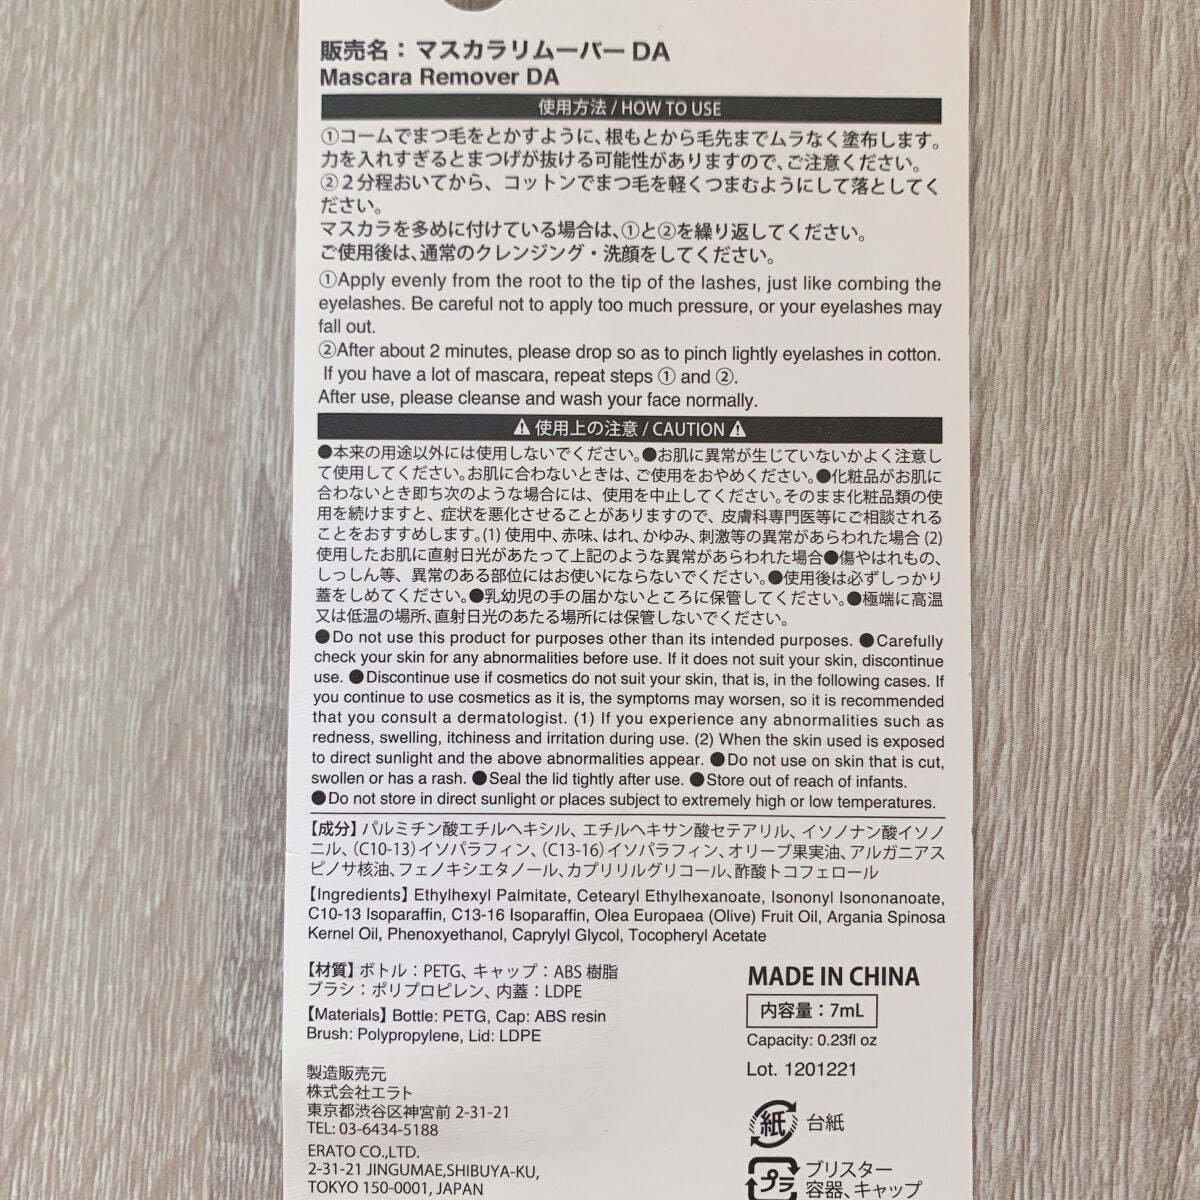 販売名：マスカラリムーバー DA
Mascara Remover DA
使用方法 / HOW TO USE
①コームでまつ毛をとかすように、根もとから毛先までムラなく塗布します。
力を入れすぎるとまつげが抜ける可能性がありますので、ご注意ください。
②２分程おいてから、コットンでまつ毛を軽くつまむようにして落としてく
ださい。
マスカラを多めに付けている場合は、①と②を繰り返してください。
ご使用後は、通常のクレンジング・洗顔をしてください。
①Apply evenly from the root to the tip of the lashes, just like combing the
eyelashes. Be careful not to apply too much pressure, or your eyelashes may
fall out.
②After about 2 minutes, please drop so as to pinch lightly eyelashes in cotton.
If you have a lot of mascara, repeat steps ① and ②.
After use, please cleanse and wash your face normally.
⚠ 使用上の注意 / CAUTION ⚠
●本来の用途以外には使用しないでください。●お肌に異常が生じていないかよく注意し
て使用してください。お肌に合わないときは、ご使用をおやめください。●化粧品がお肌に
合わないとき即ち次のような場合には、使用を中止してください。そのまま化粧品類の使
用を続けますと、症状を悪化させることがありますので、皮膚科専門医等にご相談される
ことをおすすめします。(1) 使用中、赤味、はれ、かゆみ、刺激等の異常があらわれた場合 (2)
使用したお肌に直射日光があたって上記のような異常があらわれた場合●傷やはれもの、
しっしん等、異常のある部位にはお使いにならないでください。●使用後は必ずしっかり
蓋をしめてください。●乳幼児の手の届かないところに保管してください。●極端に高温
又は低温の場所、直射日光のあたる場所には保管しないでください。
●Do not use this product for purposes other than its intended purposes. ●Carefully
check your skin for any abnormalities before use. If it does not suit your skin, discontinue
use. ●Discontinue use if cosmetics do not suit your skin, that is, in the following cases. If
you continue to use cosmetics as it is, the symptoms may worsen, so it is recommended
that you consult a dermatologist. (1) If you experience any abnormalities such as
redness, swelling, itchiness and irritation during use. (2) When the skin used is exposed
to direct sunlight and the above abnormalities appear. ●Do not use on skin that is cut,
swollen or has a rash. ●Seal the lid tightly after use. ●Store out of reach of infants.
●Do not store in direct sunlight or places subject to extremely high or low temperatures.
【成分】パルミチン酸エチルヘキシル、エチルヘキサン酸セテアリル、イソノナン酸イソノ
ニル、(C10-13)イソパラフィン、(C13-16)イソパラフィン、オリーブ果実油、アルガニアス
ピノサ核油、フェノキシエタノール、カプリリルグリコール、酢酸トコフェロール
【Ingredients】Ethylhexyl Palmitate, Cetearyl Ethylhexanoate, Isononyl Isononanoate,
C10-13 Isoparaffin, C13-16 Isoparaffin, Olea Europaea (Olive) Fruit Oil, Argania Spinosa
Kernel Oil, Phenoxyethanol, Caprylyl Glycol, Tocopheryl Acetate
【材質】ボトル：PETG、キャップ：ABS 樹脂
ブラシ：ポリプロピレン、内蓋：LDPE
【Materials】Bottle: PETG, Cap: ABS resin
Brush: Polypropylene, Lid: LDPE
製造販売元
株式会社エラト
東京都渋谷区神宮前 2-31-21
TEL: 03-6434-5188
ERATO CO.,LTD.
2-31-21 JINGUMAE,SHIBUYA-KU,
TOKYO 150-0001, JAPAN
MADE IN CHINA
内容量：7mL
Capacity: 0.23fl oz
Lot. 1201221
紙 台紙
プラ ブリスター
容器、キャップ